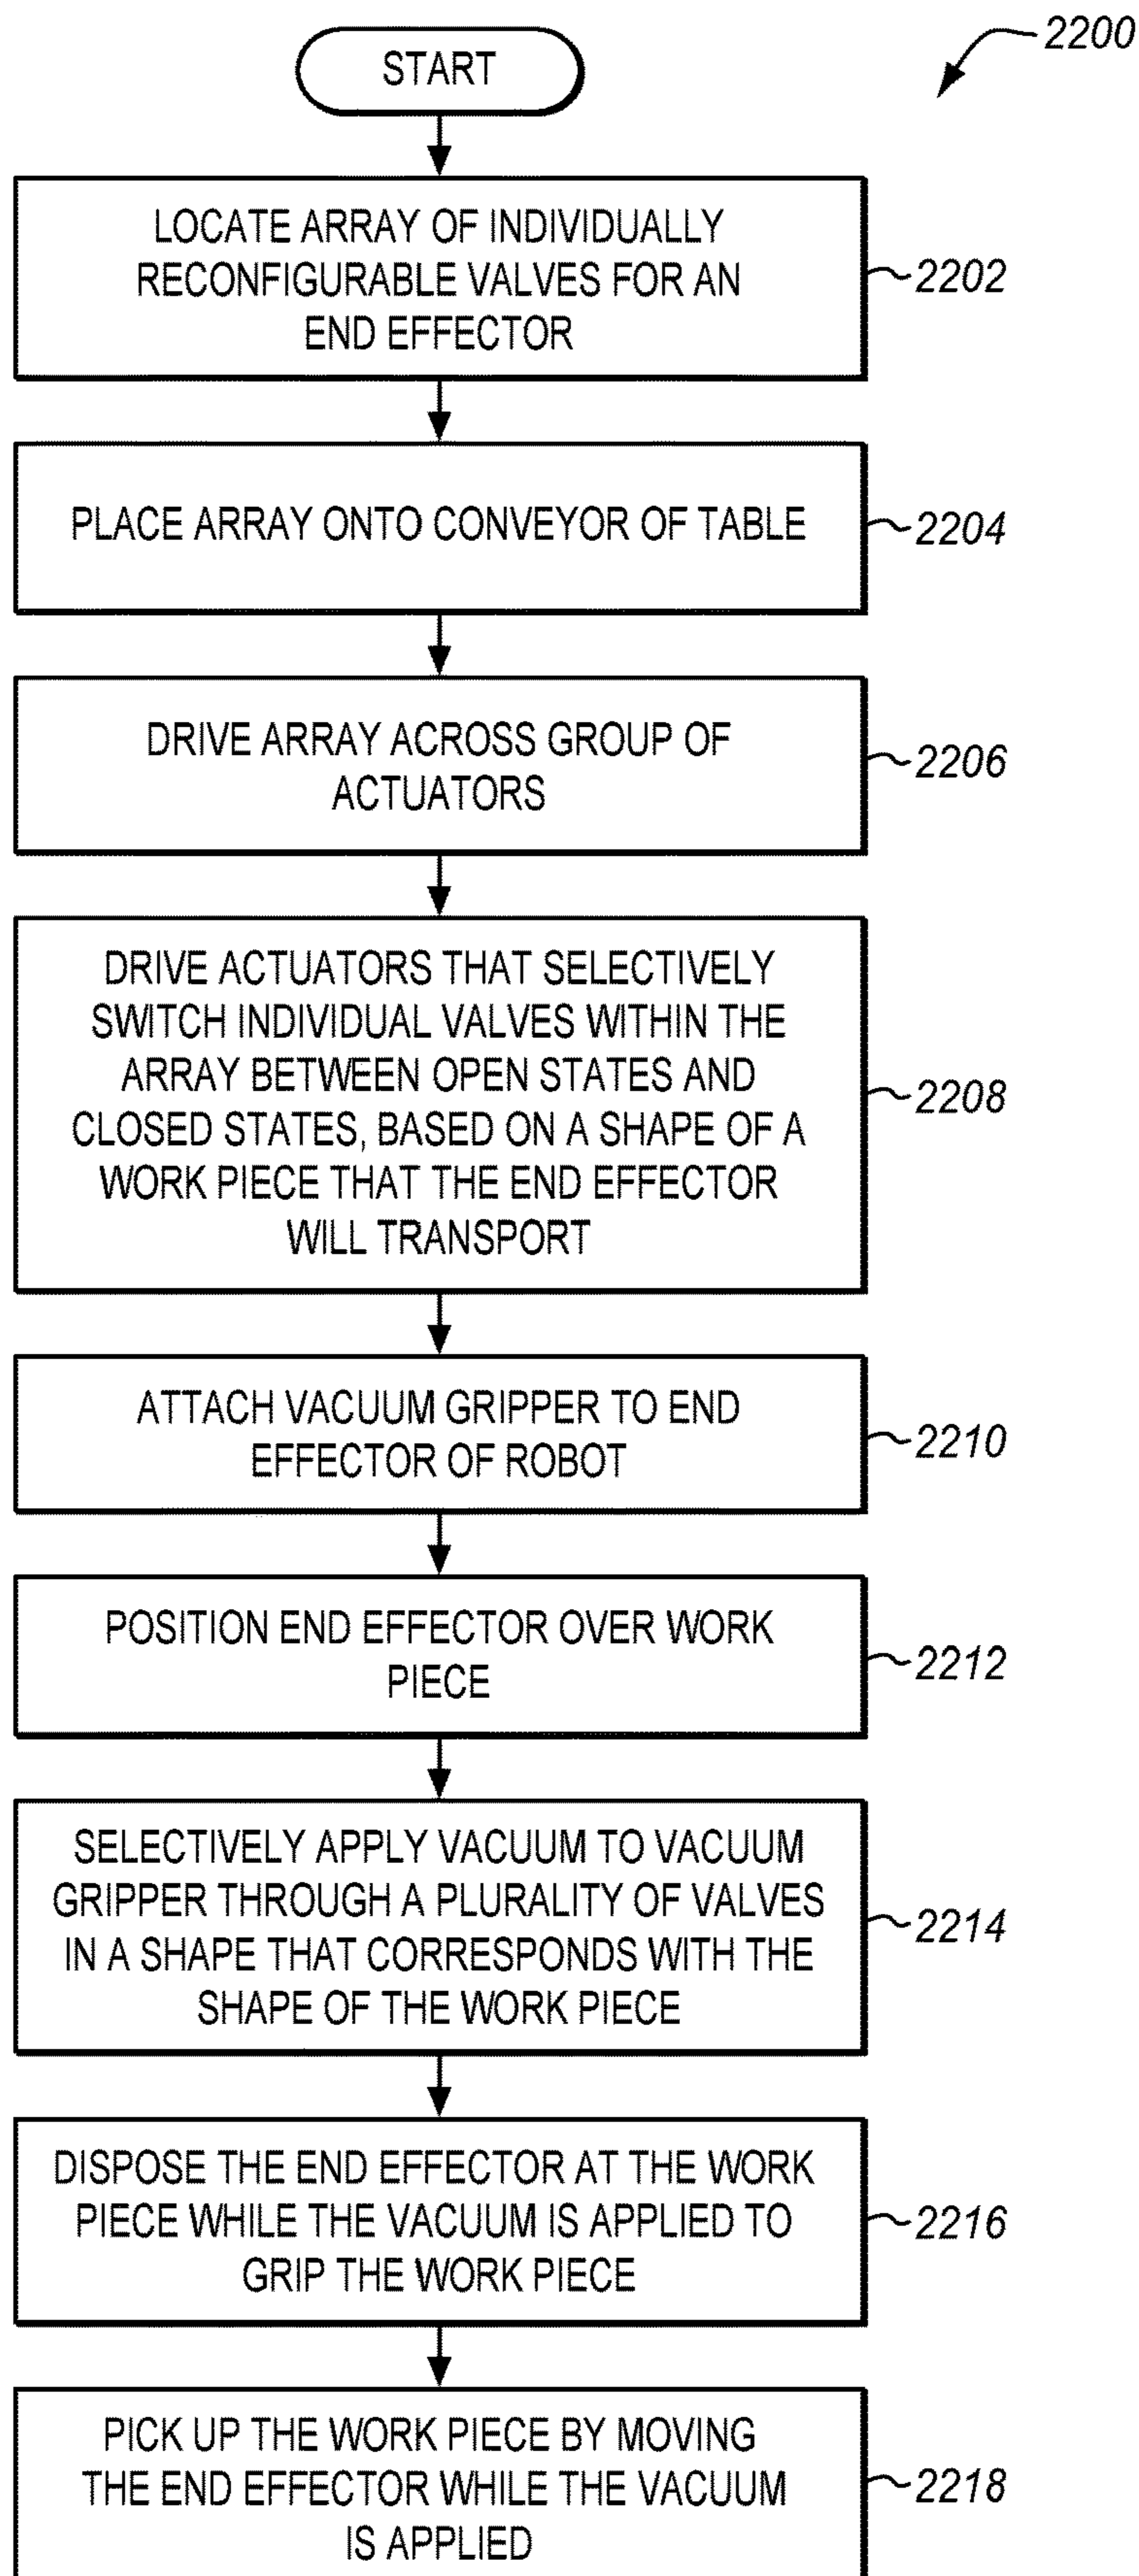 2200
START
LOCATE ARRAY OF INDIVIDUALLY
RECONFIGURABLE VALVES FOR AN
END EFFECTOR
2202
PLACE ARRAY ONTO CONVEYOR OF TABLE
2204
DRIVE ARRAY ACROSS GROUP OF
ACTUATORS
2206
DRIVE ACTUATORS THAT SELECTIVELY
SWITCH INDIVIDUAL VALVES WITHIN THE
ARRAY BETWEEN OPEN STATES AND
CLOSED STATES, BASED ON A SHAPE OF A
WORK PIECE THAT THE END EFFECTOR
WILL TRANSPORT
2208
ATTACH VACUUM GRIPPER TO END
EFFECTOR OF ROBOT
2210
POSITION END EFFECTOR OVER WORK
PIECE
2212
SELECTIVELY APPLY VACUUM TO VACUUM
GRIPPER THROUGH A PLURALITY OF VALVES
IN A SHAPE THAT CORRESPONDS WITH THE
SHAPE OF THE WORK PIECE
2214
DISPOSE THE END EFFECTOR AT THE WORK
PIECE WHILE THE VACUUM IS APPLIED TO
GRIP THE WORK PIECE
2216
PICK UP THE WORK PIECE BY MOVING
THE END EFFECTOR WHILE THE VACUUM
IS APPLIED
2218